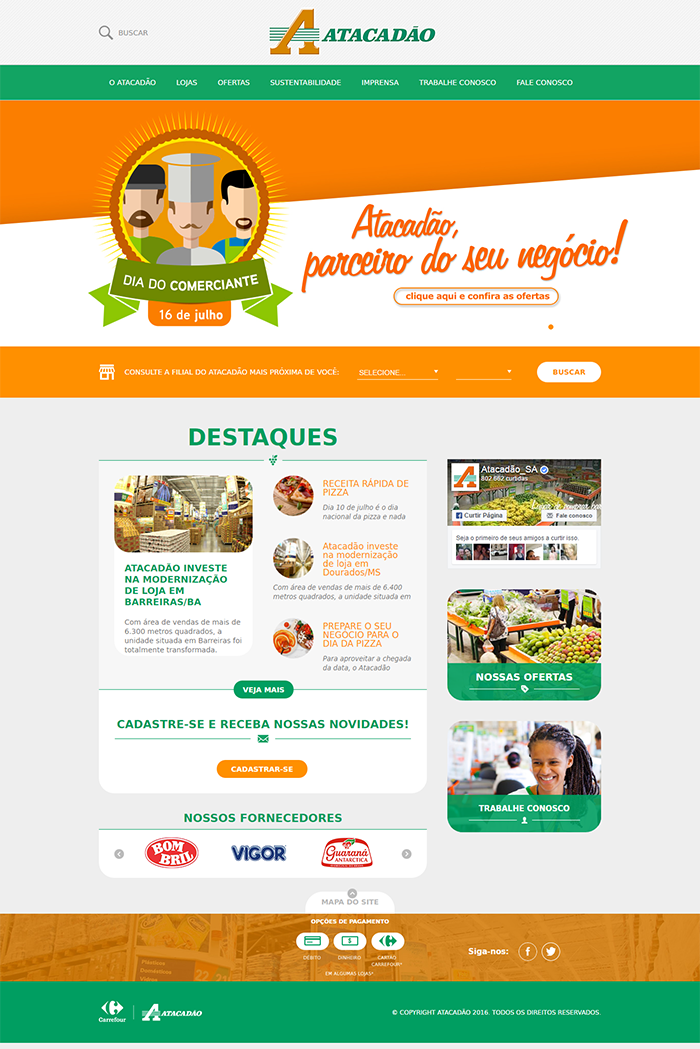 BUSCAR
ATACADÃO
O ATACADÃO LOJAS OFERTAS SUSTENTABILIDADE IMPRENSA TRABALHE CONOSCO FALE CONOSCO
DIA DO COMERCIANTE
16 de julho
Atacadão,
parceiro do seu negócio!
clique aqui e confira as ofertas
CONSULTE A FILIAL DO ATACADÃO MAIS PRÓXIMA DE VOCÊ: SELECIONE... BUSCAR
DESTAQUES
ATACADÃO INVESTE
NA MODERNIZAÇÃO
DE LOJA EM
BARREIRAS/BA
Com área de vendas de mais de
6.300 metros quadrados, a
unidade situada em Barreiras foi
totalmente transformada.
RECEITA RÁPIDA DE
PIZZA
Dia 10 de julho é o dia
nacional da pizza e nada
Atacadão investe
na modernização
de loja em
Dourados/MS
Com área de vendas de mais de 6.400
metros quadrados, a unidade situada em
PREPARE O SEU
NEGÓCIO PARA O
DIA DA PIZZA
Para aproveitar a chegada
da data, o Atacadão
VEJA MAIS
Atacadão_SA
802.662 curtidas
Curtir Página
Fale conosco
Seja o primeiro de seus amigos a curtir isso.
NOSSAS OFERTAS
TRABALHE CONOSCO
CADASTRE-SE E RECEBA NOSSAS NOVIDADES!
CADASTRAR-SE
NOSSOS FORNECEDORES
BOM BRIL
VIGOR
Guaraná
ANTARCTICA
MAPA DO SITE
OPÇÕES DE PAGAMENTO
DÉBITO DINHEIRO CARTÃO
CARREFOUR*
EM ALGUMAS LOJAS*.
Siga-nos:
Carrefour
ATACADÃO
© COPYRIGHT ATACADÃO 2016. TODOS OS DIREITOS RESERVADOS.